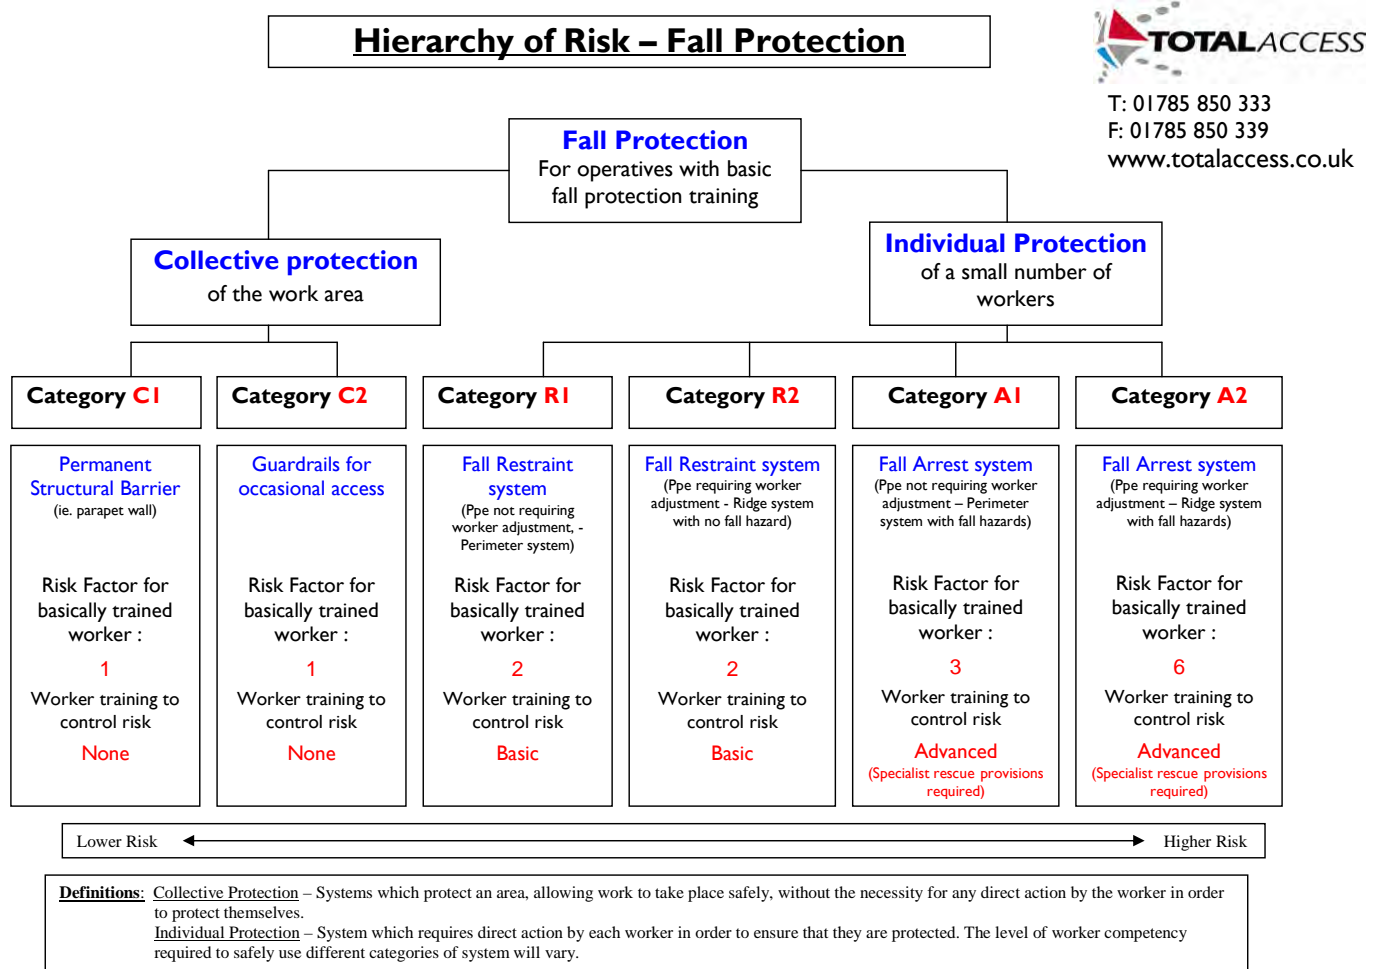 Hierarchy of Risk – Fall Protection
TOTALACCESS
T: 01785 850 333
F: 01785 850 339
www.totalaccess.co.uk
Fall Protection
For operatives with basic
fall protection training
Collective protection
of the work area
Individual Protection
of a small number of
workers
Category C1
Permanent
Structural Barrier
(ie. parapet wall)
Risk Factor for
basically trained
worker :
1
Worker training to
control risk
None
Category C2
Guardrails for
occasional access
Risk Factor for
basically trained
worker :
1
Worker training to
control risk
None
Category R1
Fall Restraint
system
(Ppe not requiring
worker adjustment, -
Perimeter system)
Risk Factor for
basically trained
worker :
2
Worker training to
control risk
Basic
Category R2
Fall Restraint system
(Ppe requiring worker
adjustment - Ridge system
with no fall hazard)
Risk Factor for
basically trained
worker :
2
Worker training to
control risk
Basic
Category A1
Fall Arrest system
(Ppe not requiring worker
adjustment – Perimeter
system with fall hazards)
Risk Factor for
basically trained
worker :
3
Worker training to
control risk
Advanced
(Specialist rescue provisions
required)
Category A2
Fall Arrest system
(Ppe requiring worker
adjustment – Ridge system
with fall hazards)
Risk Factor for
basically trained
worker :
6
Worker training to
control risk
Advanced
(Specialist rescue provisions
required)
Lower Risk
Higher Risk
Definitions: Collective Protection – Systems which protect an area, allowing work to take place safely, without the necessity for any direct action by the worker in order
to protect themselves.
Individual Protection – System which requires direct action by each worker in order to ensure that they are protected. The level of worker competency
required to safely use different categories of system will vary.